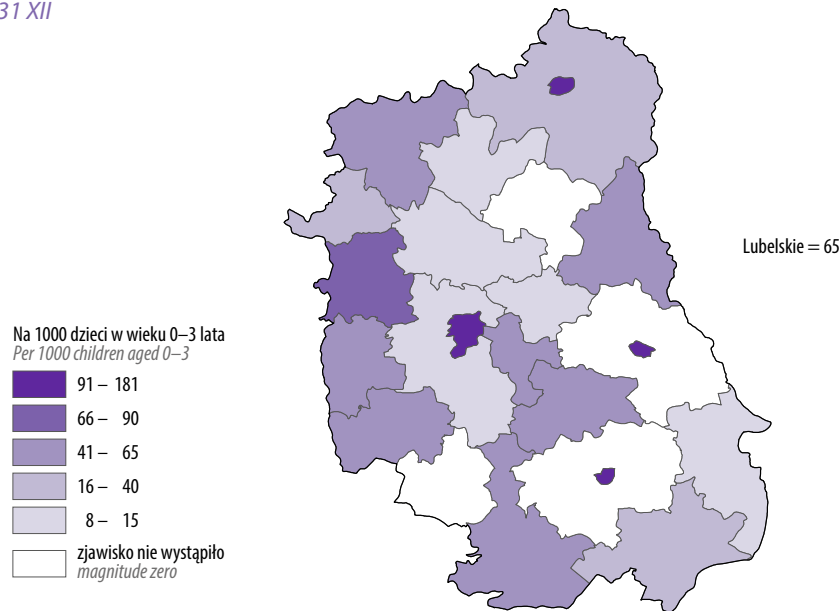 31 XII
Lubelskie = 65
Na 1000 dzieci w wieku 0–3 lata
Per 1000 children aged 0–3
91 – 181
66 – 90
41 – 65
16 – 40
8 – 15
zjawisko nie wystąpiło
magnitude zero